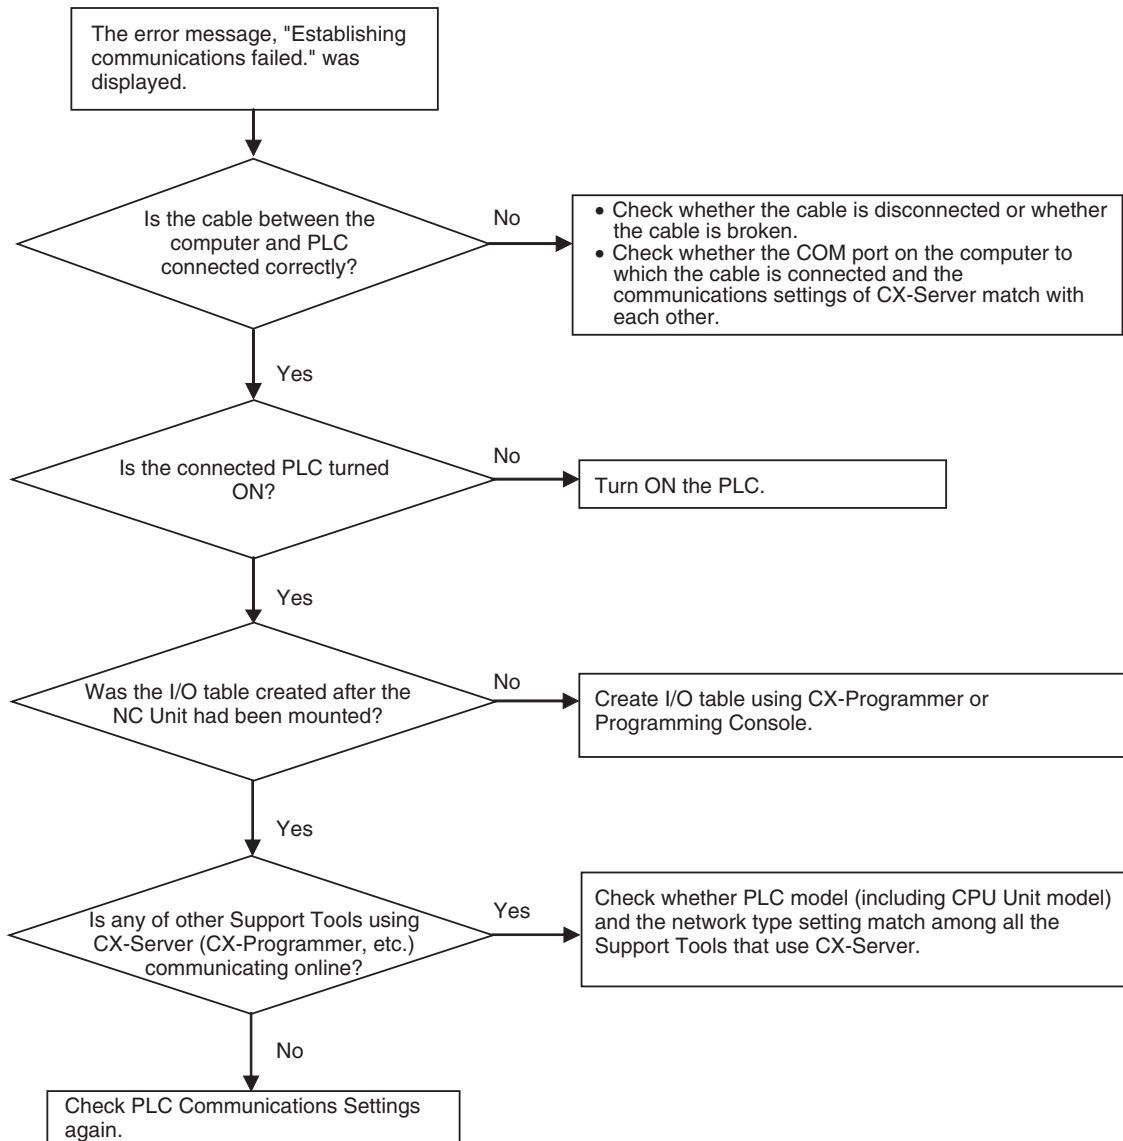 The error message, "Establishing
communications failed." was
displayed.
Is the cable between the
computer and PLC
connected correctly?
No
• Check whether the cable is disconnected or whether
the cable is broken.
• Check whether the COM port on the computer to
which the cable is connected and the
communications settings of CX-Server match with
each other.
Yes
Is the connected PLC turned
ON?
No
Turn ON the PLC.
Yes
Was the I/O table created after the
NC Unit had been mounted?
No
Create I/O table using CX-Programmer or
Programming Console.
Yes
Is any of other Support Tools using
CX-Server (CX-Programmer, etc.)
communicating online?
Yes
Check whether PLC model (including CPU Unit model)
and the network type setting match among all the
Support Tools that use CX-Server.
No
Check PLC Communications Settings
again.